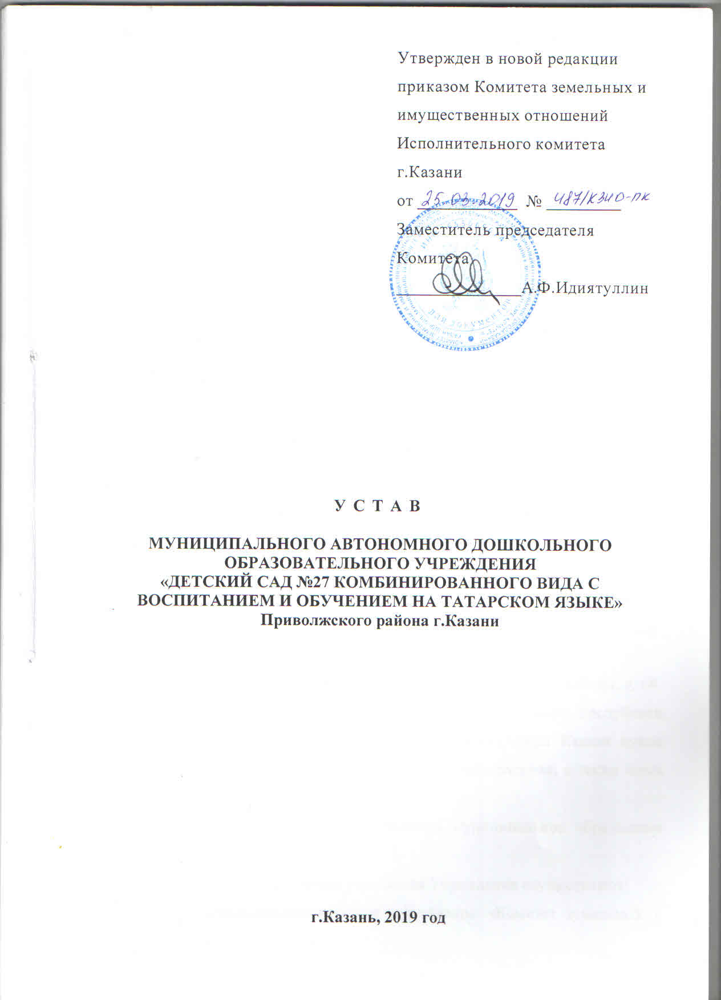 Утвержден в новой редакции
приказом Комитета земельных и
имущественных отношений
Исполнительного комитета
г.Казани
от 25.03.2019 № 487/КЗИО-ПК
Заместитель председателя
Комитета
А.Ф.Идиятуллин
ДЛЯ ДОКУМЕНТОВ
У С Т А В
МУНИЦИПАЛЬНОГО АВТОНОМНОГО ДОШКОЛЬНОГО
ОБРАЗОВАТЕЛЬНОГО УЧРЕЖДЕНИЯ
«ДЕТСКИЙ САД №27 КОМБИНИРОВАННОГО ВИДА С
ВОСПИТАНИЕМ И ОБУЧЕНИЕМ НА ТАТАРСКОМ ЯЗЫКЕ»
Приволжского района г.Казани
г.Казань, 2019 год